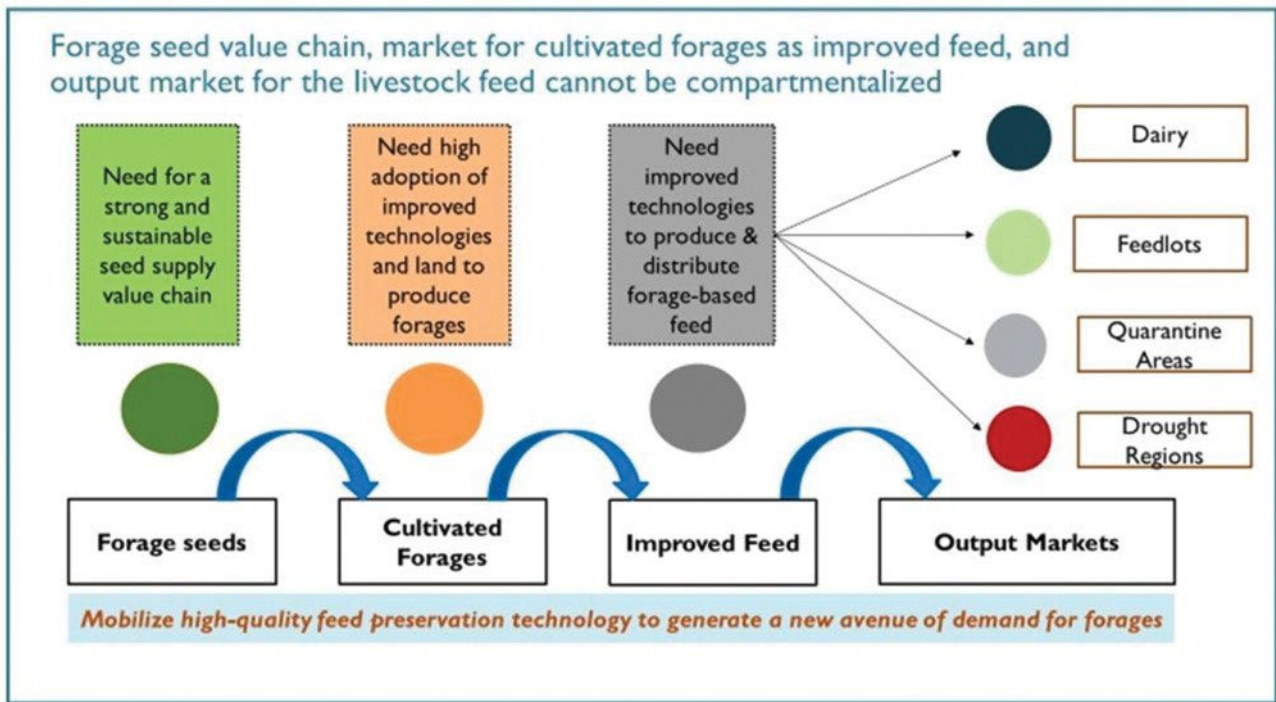 Forage seed value chain, market for cultivated forages as improved feed, and
output market for the livestock feed cannot be compartmentalized
Need for a
strong and
sustainable
seed supply
value chain
Need high
adoption of
improved
technologies
and land to
produce
forages
Need
improved
technologies
to produce &
distribute
forage-based
feed
Dairy
Feedlots
Quarantine
Areas
Drought
Regions
Forage seeds
Cultivated
Forages
Improved Feed
Output Markets
Mobilize high-quality feed preservation technology to generate a new avenue of demand for forages